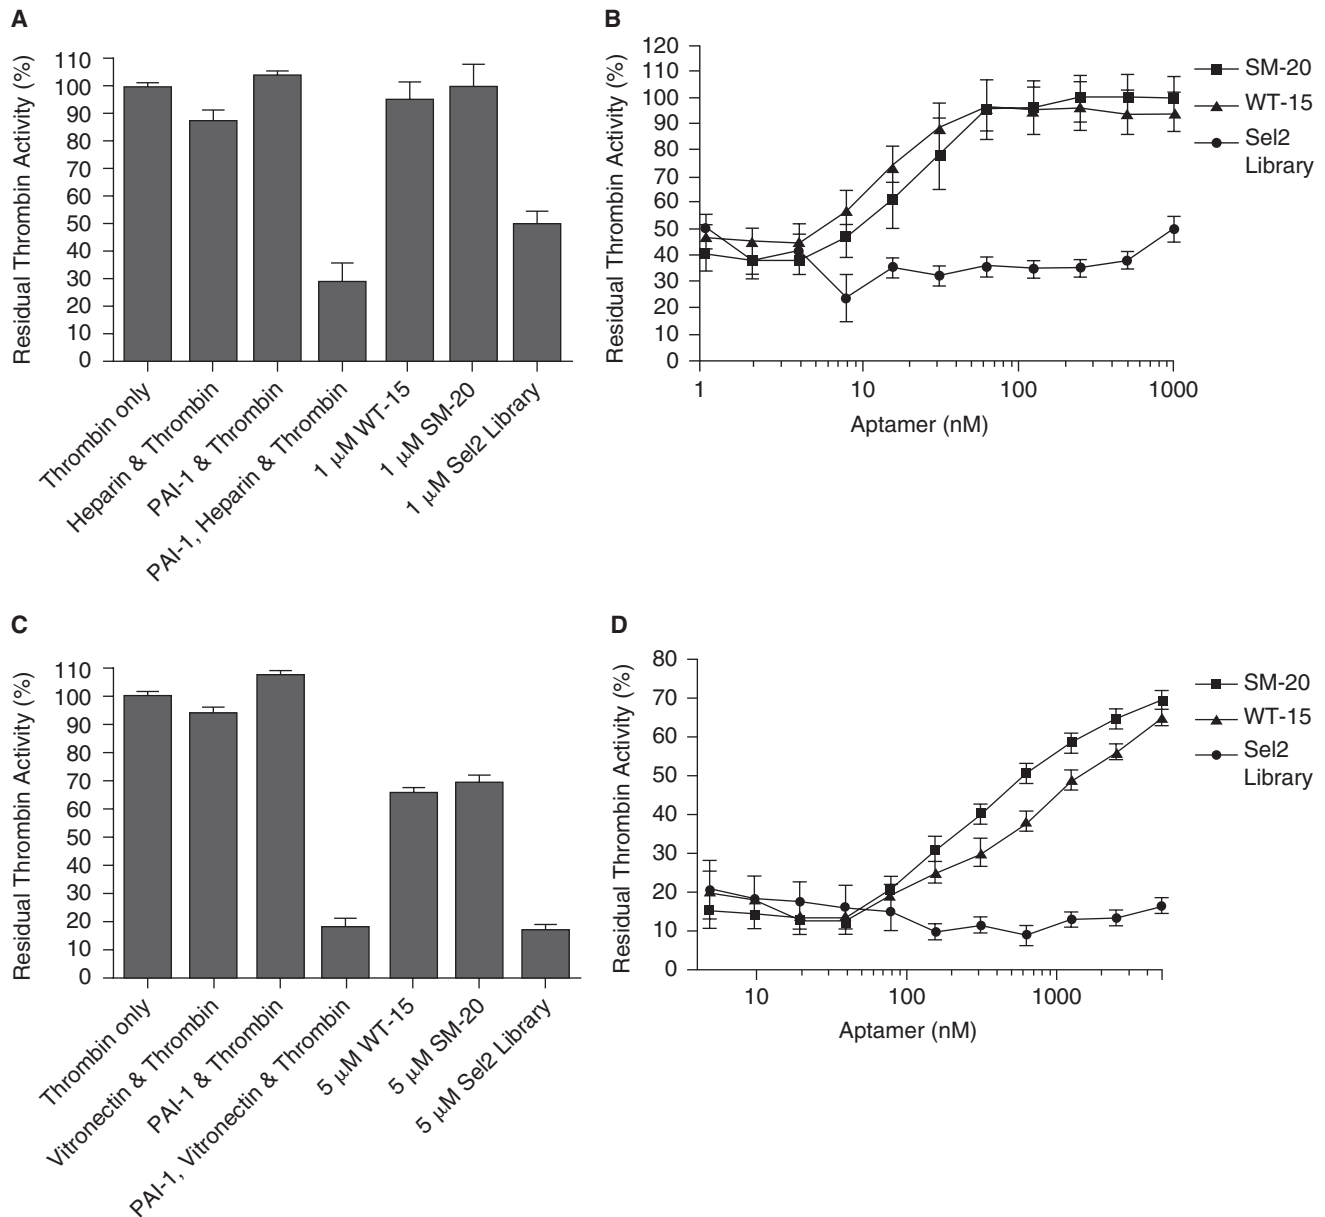 A
Residual Thrombin Activity (%)
110
100
90
80
70
60
50
40
30
20
10
0
Thrombin only
Heparin & Thrombin
PAI-1 & Thrombin
PAI-1, Heparin & Thrombin
1 μM WT-15
1 μM SM-20
1 μM Sel2 Library
B
Residual Thrombin Activity (%)
120
110
100
90
80
70
60
50
40
30
20
10
0
1 10 100 1000
Aptamer (nM)
SM-20
WT-15
Sel2
Library
C
Residual Thrombin Activity (%)
110
100
90
80
70
60
50
40
30
20
10
0
Thrombin only
Vitronectin & Thrombin
PAI-1 & Thrombin
PAI-1, Vitronectin & Thrombin
5 μM WT-15
5 μM SM-20
5 μM Sel2 Library
D
Residual Thrombin Activity (%)
80
70
60
50
40
30
20
10
0
10 100 1000
Aptamer (nM)
SM-20
WT-15
Sel2
Library